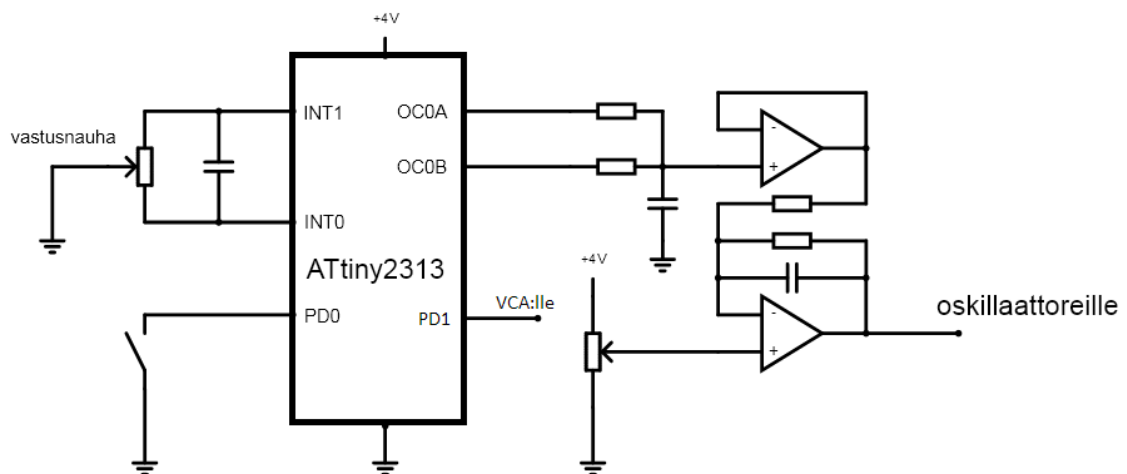 +4V
INT1
OC0A
vastusnauha
-
+
OC0B
INT0
ATtiny2313
+4V
PD0
PD1
VCA:lle
-
+
oskillaattoreille